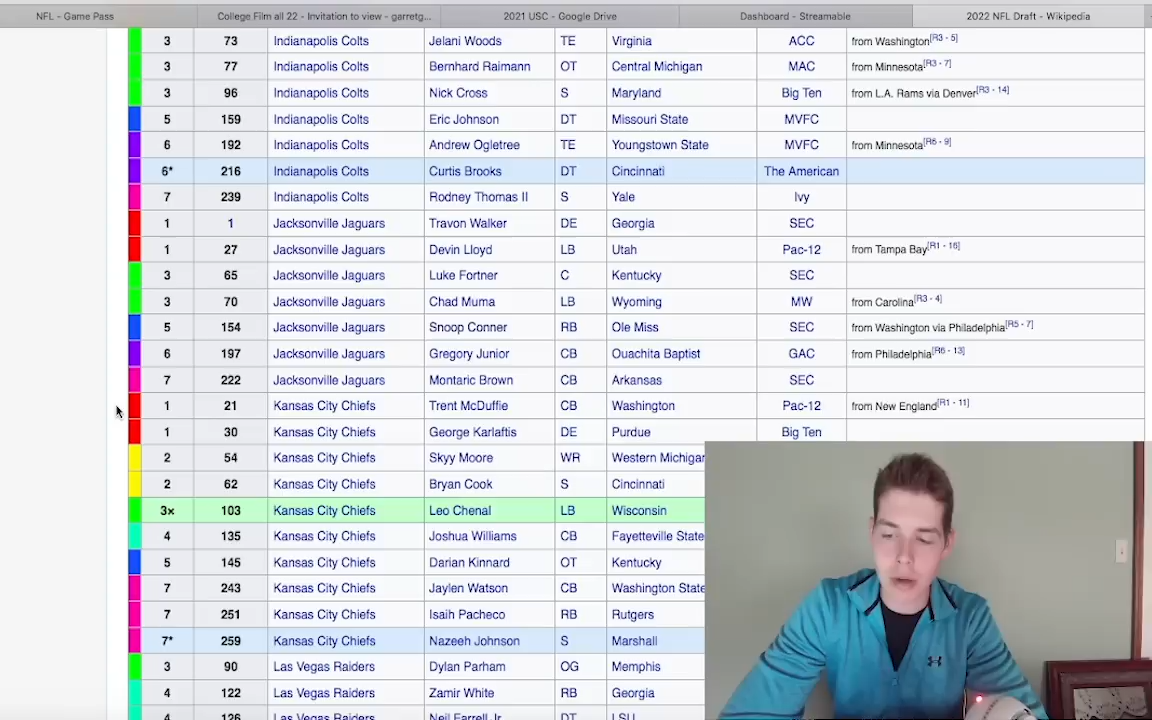 NFL - Game Pass College Film all 22 - Invitation to view - garretg... 2021 USC - Google Drive Dashboard - Streamable 2022 NFL Draft - Wikipedia
3 73 Indianapolis Colts Jelani Woods TE Virginia ACC from Washington[R3 - 5]
3 77 Indianapolis Colts Bernhard Raimann OT Central Michigan MAC from Minnesota[R3 - 7]
3 96 Indianapolis Colts Nick Cross S Maryland Big Ten from L.A. Rams via Denver[R3 - 14]
5 159 Indianapolis Colts Eric Johnson DT Missouri State MVFC
6 192 Indianapolis Colts Andrew Ogletree TE Youngstown State MVFC from Minnesota[R6 - 9]
6* 216 Indianapolis Colts Curtis Brooks DT Cincinnati The American
7 239 Indianapolis Colts Rodney Thomas II S Yale Ivy
1 1 Jacksonville Jaguars Travon Walker DE Georgia SEC
1 27 Jacksonville Jaguars Devin Lloyd LB Utah Pac-12 from Tampa Bay[R1 - 16]
3 65 Jacksonville Jaguars Luke Fortner C Kentucky SEC
3 70 Jacksonville Jaguars Chad Muma LB Wyoming MW from Carolina[R3 - 4]
5 154 Jacksonville Jaguars Snoop Conner RB Ole Miss SEC from Washington via Philadelphia[R5 - 7]
6 197 Jacksonville Jaguars Gregory Junior CB Ouachita Baptist GAC from Philadelphia[R6 - 13]
7 222 Jacksonville Jaguars Montaric Brown CB Arkansas SEC
1 21 Kansas City Chiefs Trent McDuffie CB Washington Pac-12 from New England[R1 - 11]
1 30 Kansas City Chiefs George Karlaftis DE Purdue Big Ten
2 54 Kansas City Chiefs Skyy Moore WR Western Michigan
2 62 Kansas City Chiefs Bryan Cook S Cincinnati
3× 103 Kansas City Chiefs Leo Chenal LB Wisconsin
4 135 Kansas City Chiefs Joshua Williams CB Fayetteville State
5 145 Kansas City Chiefs Darian Kinnard OT Kentucky
7 243 Kansas City Chiefs Jaylen Watson CB Washington State
7 251 Kansas City Chiefs Isaih Pacheco RB Rutgers
7* 259 Kansas City Chiefs Nazeeh Johnson S Marshall
3 90 Las Vegas Raiders Dylan Parham OG Memphis
4 122 Las Vegas Raiders Zamir White RB Georgia
4 126 Las Vegas Raiders Neil Farrell Jr. DT LSU